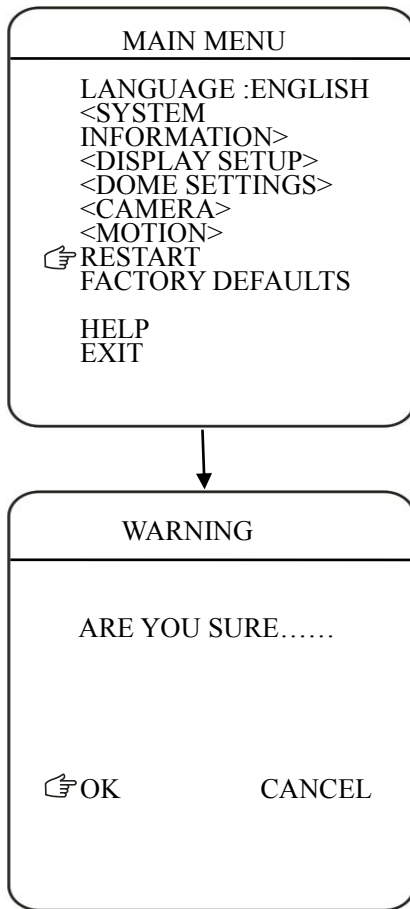 MAIN MENU
LANGUAGE :ENGLISH
<SYSTEM
INFORMATION>
<DISPLAY SETUP>
<DOME SETTINGS>
<CAMERA>
<MOTION>
RESTART
FACTORY DEFAULTS
HELP
EXIT
WARNING
ARE YOU SURE……
OK CANCEL